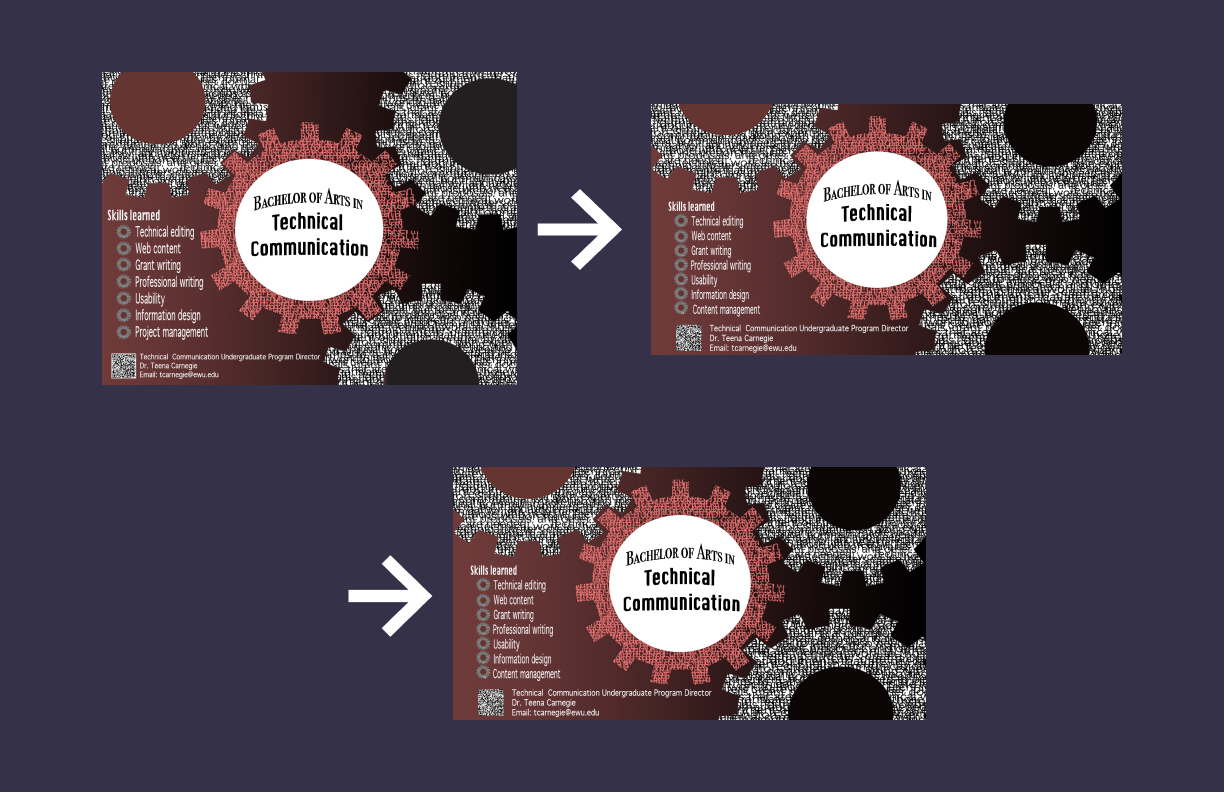 BACHELOR OF ARTS IN
Technical
Communication
Skills learned
Technical editing
Web content
Grant writing
Professional writing
Usability
Information design
Project management
Technical Communication Undergraduate Program Director
Dr. Teena Carnegie
Email: tcarnegie@ewu.edu
BACHELOR OF ARTS IN
Technical
Communication
Skills learned
Technical editing
Web content
Grant writing
Professional writing
Usability
Information design
Content management
Technical Communication Undergraduate Program Director
Dr. Teena Carnegie
Email: tcarnegie@ewu.edu
BACHELOR OF ARTS IN
Technical
Communication
Skills learned
Technical editing
Web content
Grant writing
Professional writing
Usability
Information design
Content management
Technical Communication Undergraduate Program Director
Dr. Teena Carnegie
Email: tcarnegie@ewu.edu